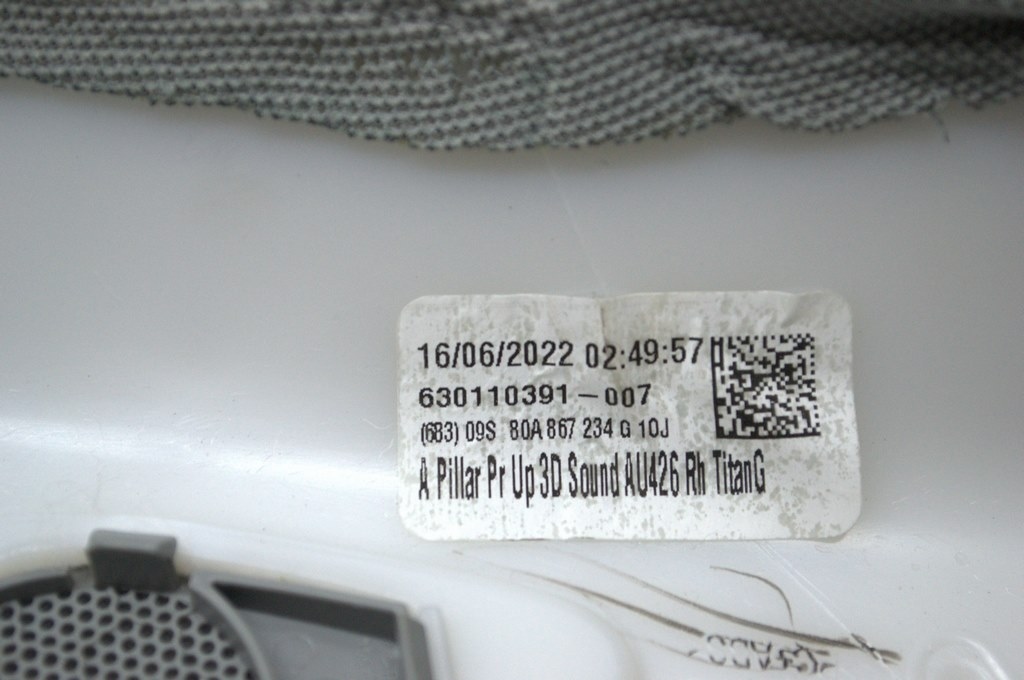 16/06/2022 02:49:57
630110391-007
(683) 09S 80A 867 234 G 10J
A Pillar Pr Up 3D Sound AU426 Rh TitanG